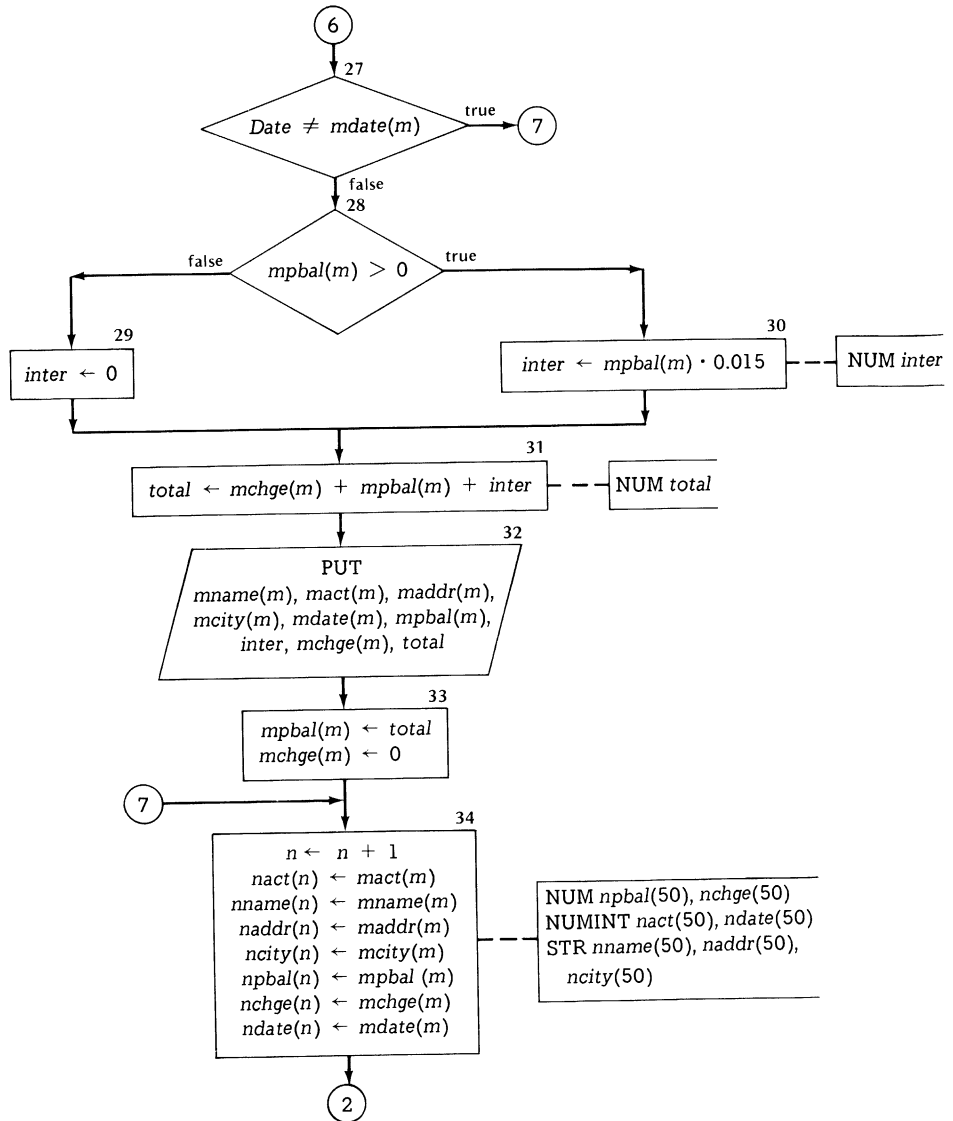 6
27
Date ≠ mdate(m)
true
7
false
28
mpbal(m) > 0
false
true
29
inter ← 0
30
inter ← mpbal(m) · 0.015
NUM inter
31
total ← mchge(m) + mpbal(m) + inter
NUM total
32
PUT
mname(m), mact(m), maddr(m),
mcity(m), mdate(m), mpbal(m),
inter, mchge(m), total
33
mpbal(m) ← total
mchge(m) ← 0
7
34
n ← n + 1
nact(n) ← mact(m)
nname(n) ← mname(m)
naddr(n) ← maddr(m)
ncity(n) ← mcity(m)
npbal(n) ← mpbal (m)
nchge(n) ← mchge(m)
ndate(n) ← mdate(m)
NUM npbal(50), nchge(50)
NUMINT nact(50), ndate(50)
STR nname(50), naddr(50),
ncity(50)
2